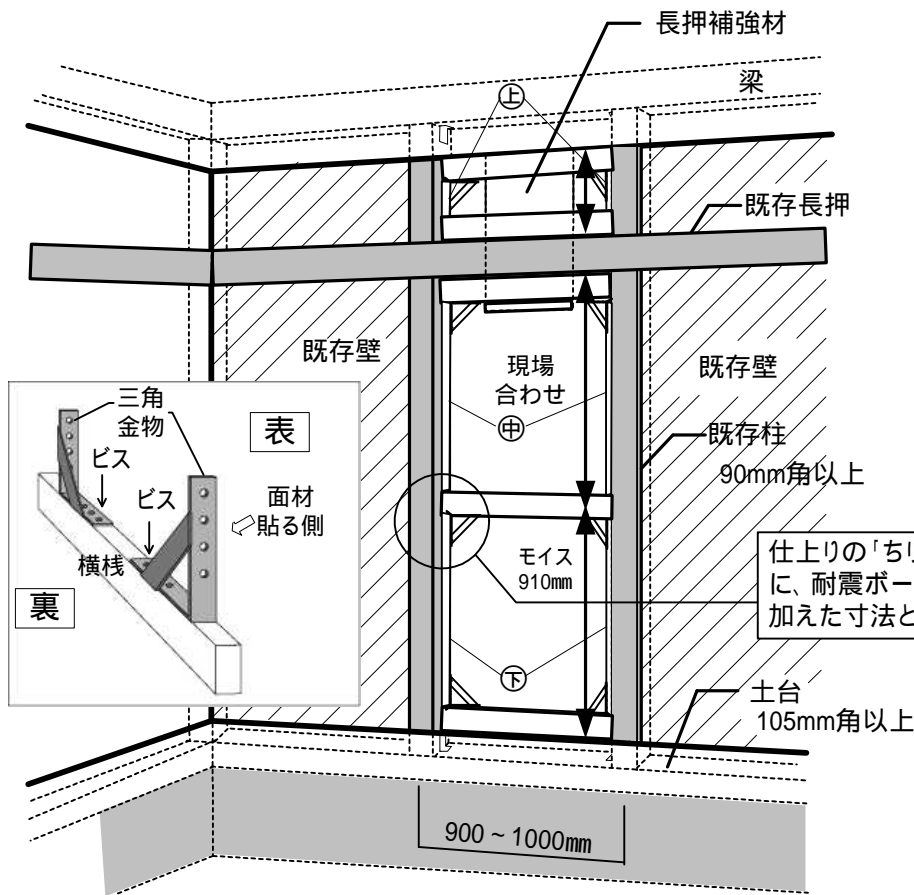 長押補強材
梁
㊤
既存長押
既存壁
現場
合わせ
既存壁
三角
金物
表
ビス
㊥
既存柱
90mm角以上
ビス
面材
貼る側
横桟
モイス
910mm
裏
仕上りの「ちり
に、耐震ボー
加えた寸法と
㊦
土台
105mm角以上
900～1000mm